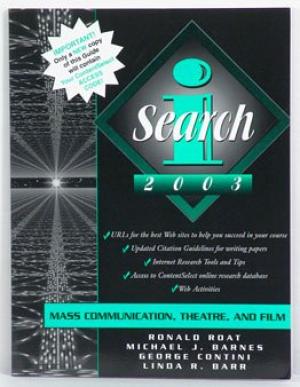 IMPORTANT!
Only a NEW copy
of this Guide
will contain
Your ContentSelect
ACCESS
CODE!
i
Search
2003
URLs for the best Web sites to help you succeed in your course
Updated Citation Guidelines for writing papers
Internet Research Tools and Tips
Access to ContentSelect online research database
Web Activities
MASS COMMUNICATION, THEATRE, AND FILM
RONALD ROAT
MICHAEL J. BARNES
GEORGE CONTINI
LINDA R. BARR